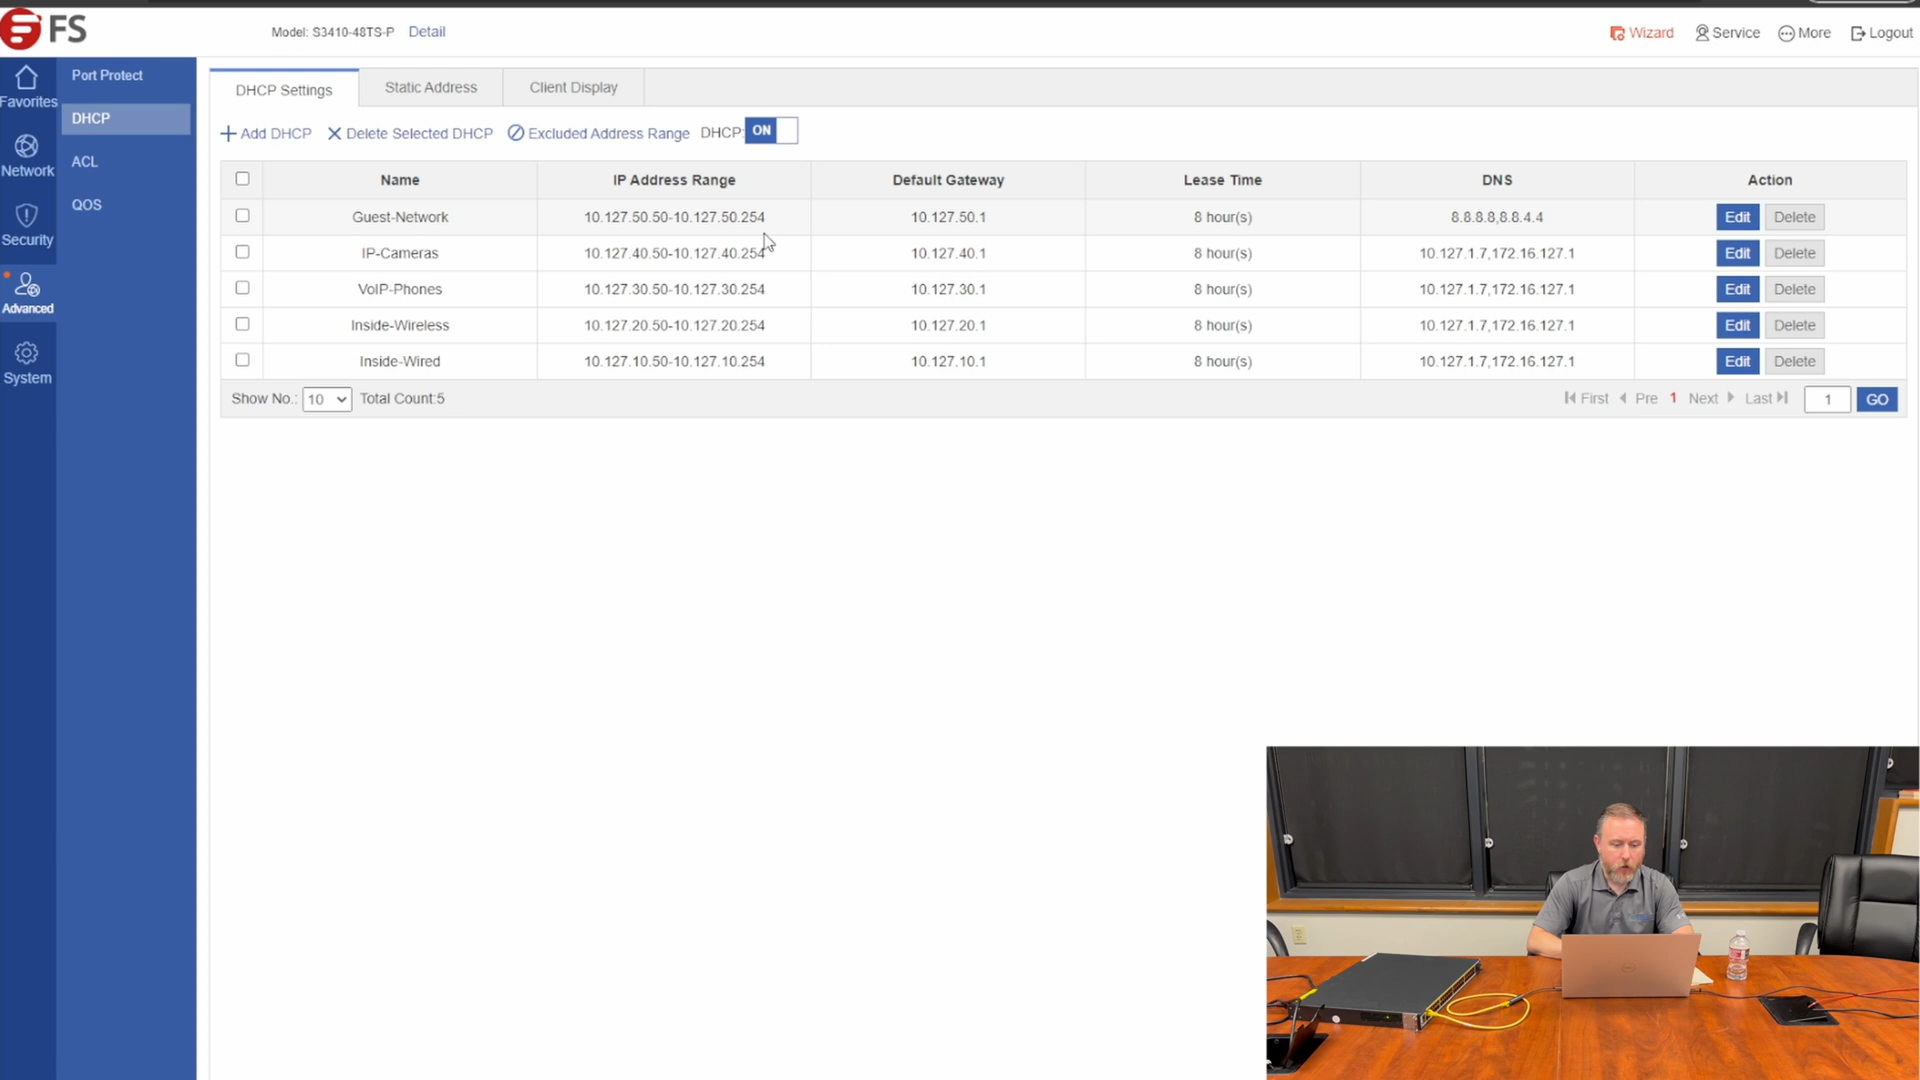 FS
Model: S3410-48TS-P Detail
Wizard Service More Logout
Favorites
Network
Security
Advanced
System
Port Protect
DHCP
ACL
QOS
DHCP Settings Static Address Client Display
Add DHCP Delete Selected DHCP Excluded Address Range DHCP: ON
Name IP Address Range Default Gateway Lease Time DNS Action
Guest-Network 10.127.50.50-10.127.50.254 10.127.50.1 8 hour(s) 8.8.8.8,8.8.4.4 Edit Delete
IP-Cameras 10.127.40.50-10.127.40.254 10.127.40.1 8 hour(s) 10.127.1.7,172.16.127.1 Edit Delete
VoIP-Phones 10.127.30.50-10.127.30.254 10.127.30.1 8 hour(s) 10.127.1.7,172.16.127.1 Edit Delete
Inside-Wireless 10.127.20.50-10.127.20.254 10.127.20.1 8 hour(s) 10.127.1.7,172.16.127.1 Edit Delete
Inside-Wired 10.127.10.50-10.127.10.254 10.127.10.1 8 hour(s) 10.127.1.7,172.16.127.1 Edit Delete
Show No.: 10 Total Count:5 First Pre 1 Next Last 1 GO